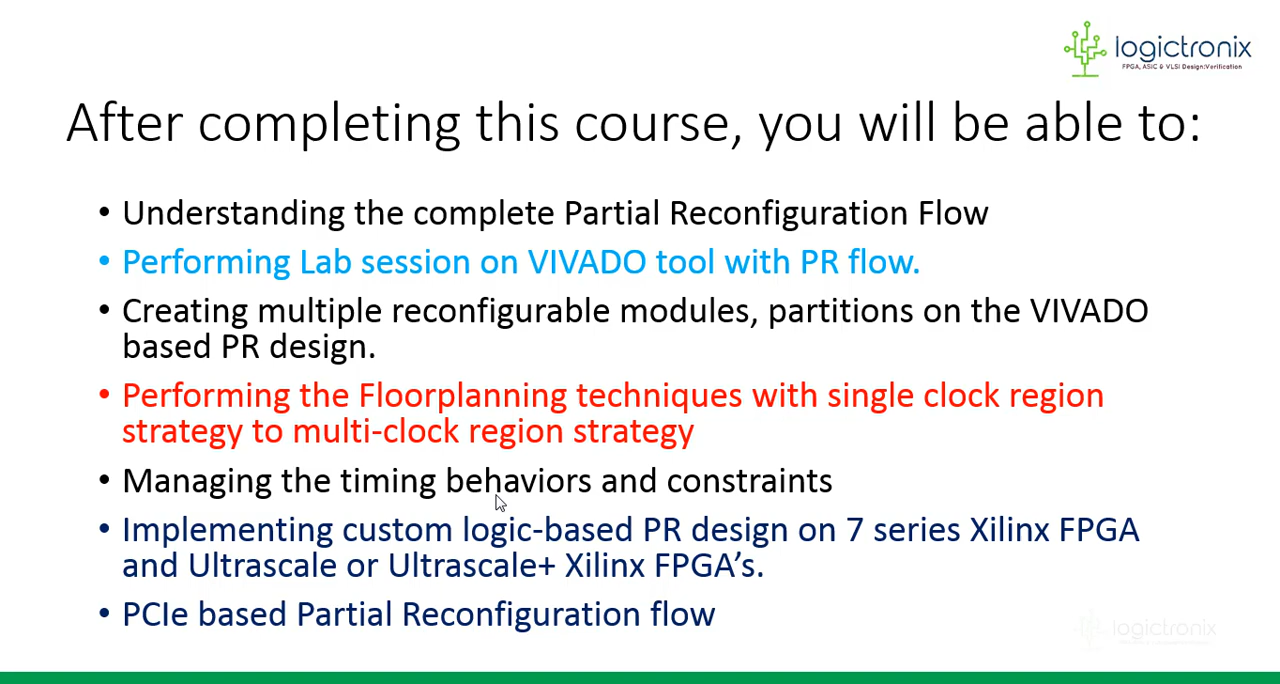 logictronix
FPGA, ASIC & VLSI Design|Verification
After completing this course, you will be able to:
• Understanding the complete Partial Reconfiguration Flow
• Performing Lab session on VIVADO tool with PR flow.
• Creating multiple reconfigurable modules, partitions on the VIVADO
based PR design.
• Performing the Floorplanning techniques with single clock region
strategy to multi-clock region strategy
• Managing the timing behaviors and constraints
• Implementing custom logic-based PR design on 7 series Xilinx FPGA
and Ultrascale or Ultrascale+ Xilinx FPGA’s.
• PCIe based Partial Reconfiguration flow
logictronix